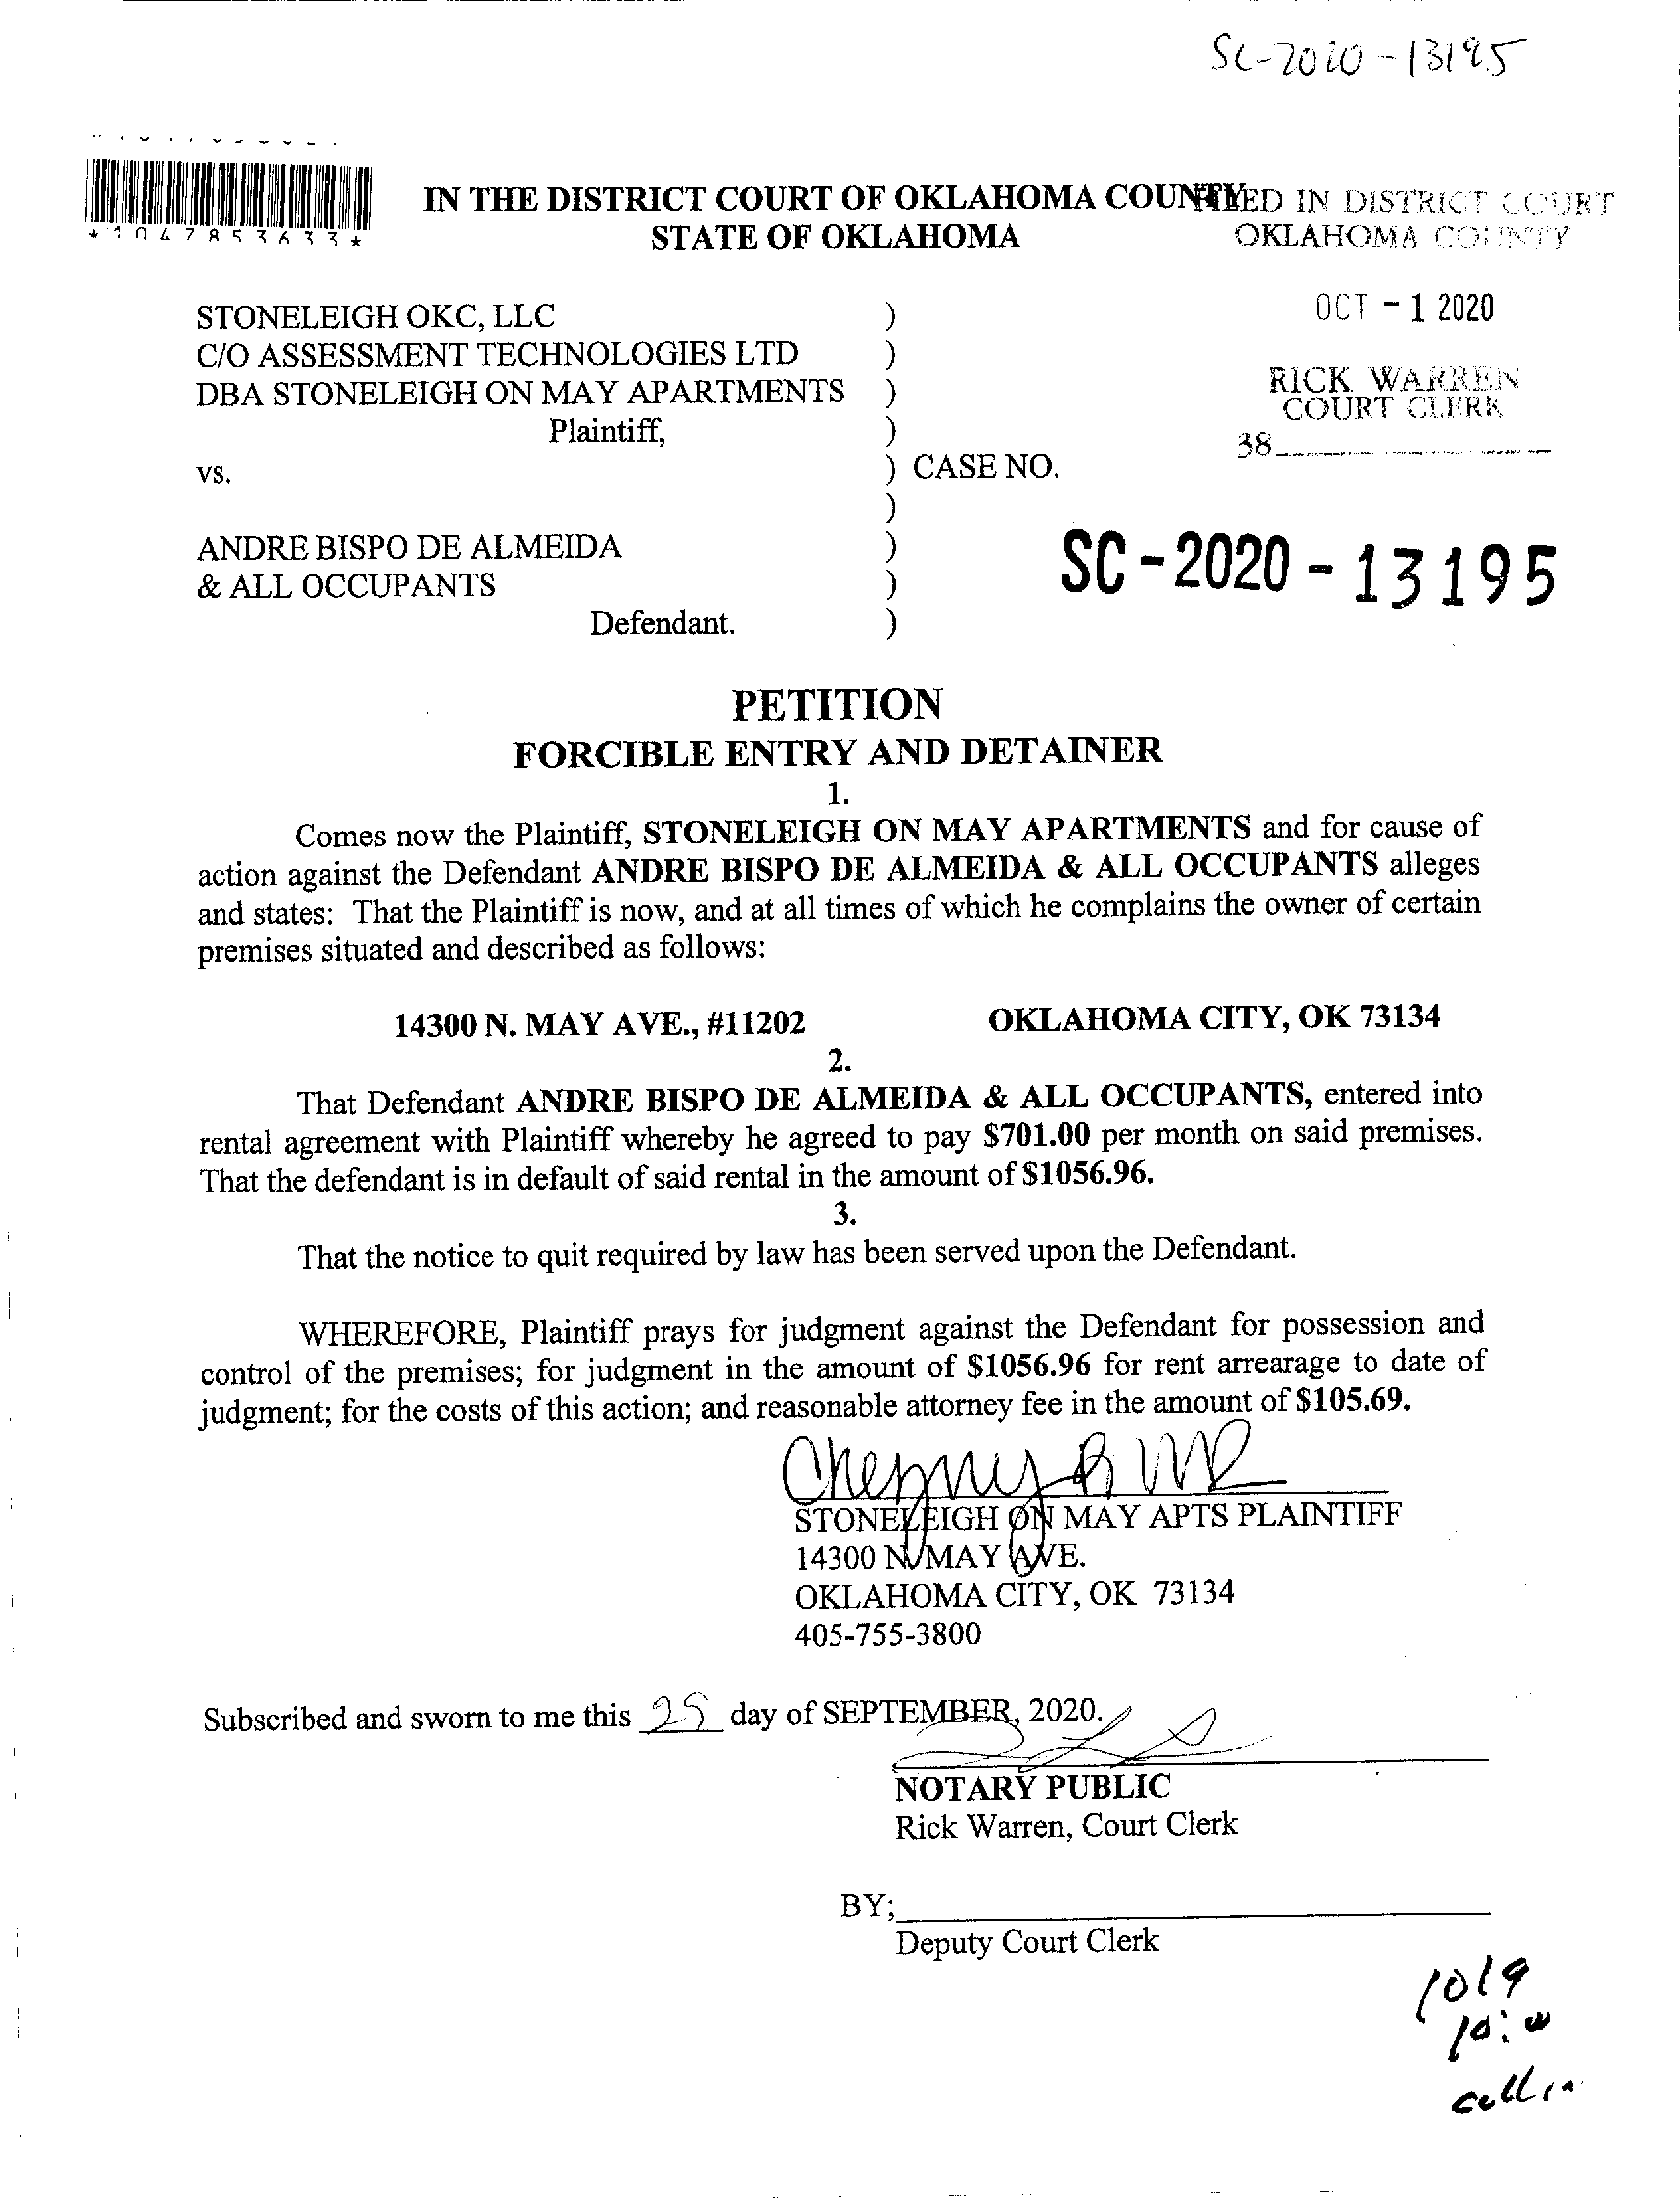 SC-2020-13195
*1047853633*
IN THE DISTRICT COURT OF OKLAHOMA COUNTY
STATE OF OKLAHOMA
FILED IN DISTRICT COURT
OKLAHOMA COUNTY
OCT - 1 2020
RICK WARREN
COURT CLERK
38
STONELEIGH OKC, LLC )
C/O ASSESSMENT TECHNOLOGIES LTD )
DBA STONELEIGH ON MAY APARTMENTS )
Plaintiff, )
vs. ) CASE NO.
)
ANDRE BISPO DE ALMEIDA )
& ALL OCCUPANTS )
Defendant. )
SC-2020-13195
PETITION
FORCIBLE ENTRY AND DETAINER
1.
Comes now the Plaintiff, STONELEIGH ON MAY APARTMENTS and for cause of
action against the Defendant ANDRE BISPO DE ALMEIDA & ALL OCCUPANTS alleges
and states: That the Plaintiff is now, and at all times of which he complains the owner of certain
premises situated and described as follows:
14300 N. MAY AVE., #11202 OKLAHOMA CITY, OK 73134
2.
That Defendant ANDRE BISPO DE ALMEIDA & ALL OCCUPANTS, entered into
rental agreement with Plaintiff whereby he agreed to pay $701.00 per month on said premises.
That the defendant is in default of said rental in the amount of $1056.96.
3.
That the notice to quit required by law has been served upon the Defendant.
WHEREFORE, Plaintiff prays for judgment against the Defendant for possession and
control of the premises; for judgment in the amount of $1056.96 for rent arrearage to date of
judgment; for the costs of this action; and reasonable attorney fee in the amount of $105.69.
STONELEIGH ON MAY APTS PLAINTIFF
14300 N MAY AVE.
OKLAHOMA CITY, OK 73134
405-755-3800
Subscribed and sworn to me this 25 day of SEPTEMBER, 2020.
NOTARY PUBLIC
Rick Warren, Court Clerk
BY;
Deputy Court Clerk